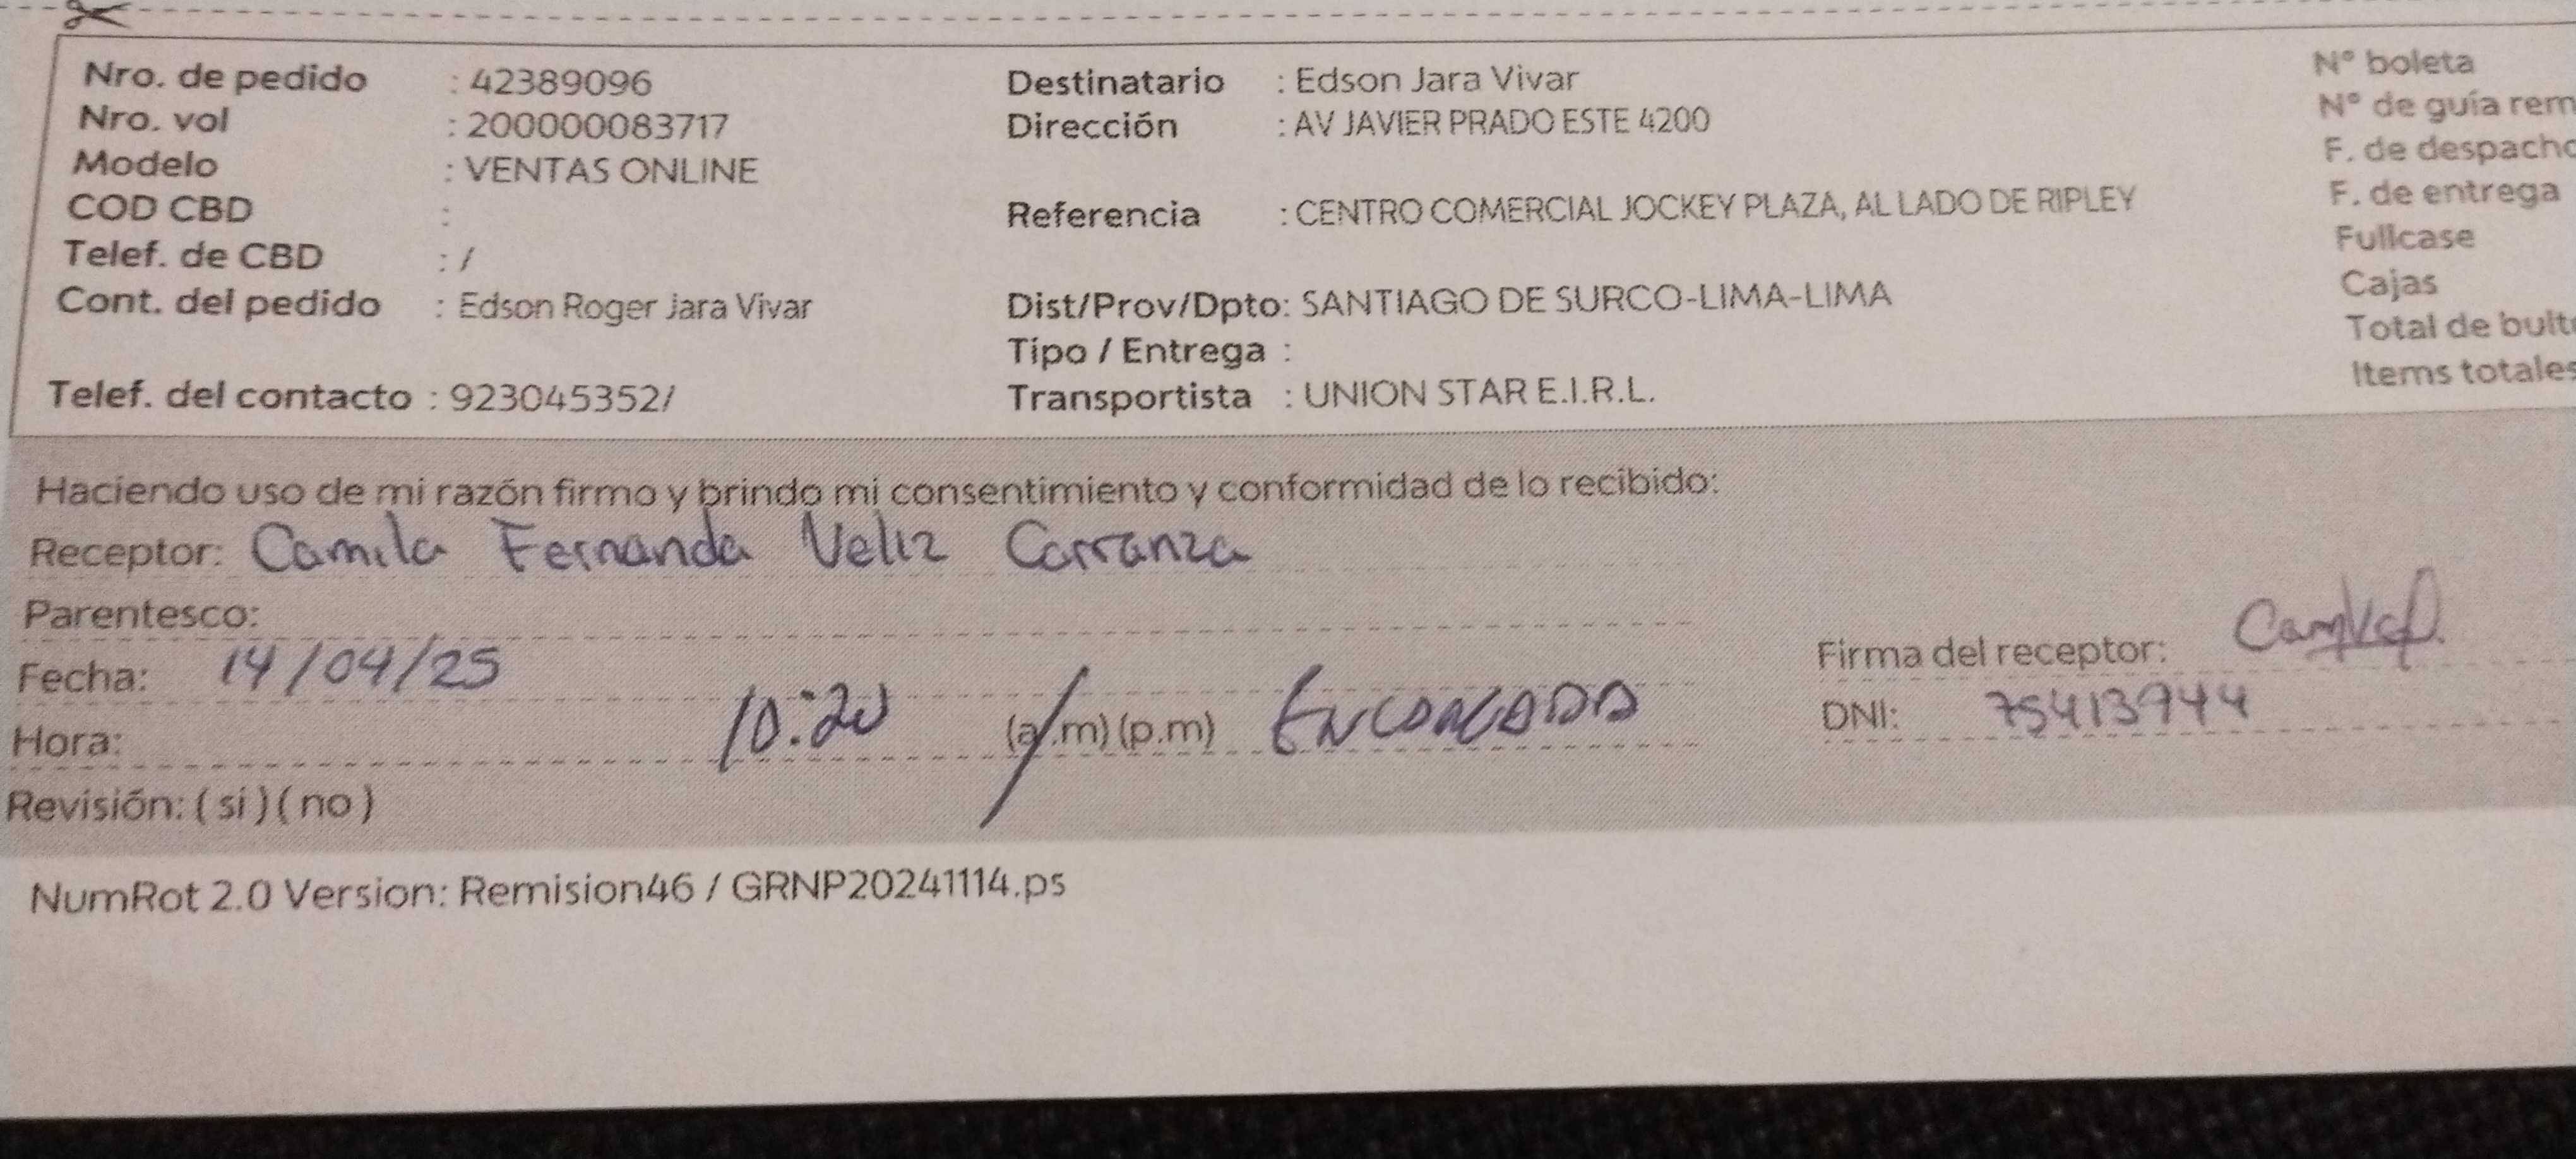 Nro. de pedido : 42389096
Nro. vol : 200000083717
Modelo : VENTAS ONLINE
COD CBD :
Telef. de CBD : /
Cont. del pedido : Edson Roger Jara Vivar
Telef. del contacto : 923045352/
Destinatario : Edson Jara Vivar
Dirección : AV JAVIER PRADO ESTE 4200
Referencia : CENTRO COMERCIAL JOCKEY PLAZA, AL LADO DE RIPLEY
Dist/Prov/Dpto: SANTIAGO DE SURCO-LIMA-LIMA
Tipo / Entrega :
Transportista : UNION STAR E.I.R.L.
N° boleta
N° de guía rem
F. de despacho
F. de entrega
Fullcase
Cajas
Total de bulto
Items totales
Haciendo uso de mi razón firmo y brindo mi consentimiento y conformidad de lo recibido:
Receptor: Camila Fernanda Veliz Carranza
Parentesco:
Fecha: 14/04/25
Hora: 10:20 (a.m) (p.m)
Revisión: ( si ) ( no )
Firma del receptor:
DNI: 75413944
NumRot 2.0 Version: Remision46 / GRNP20241114.ps